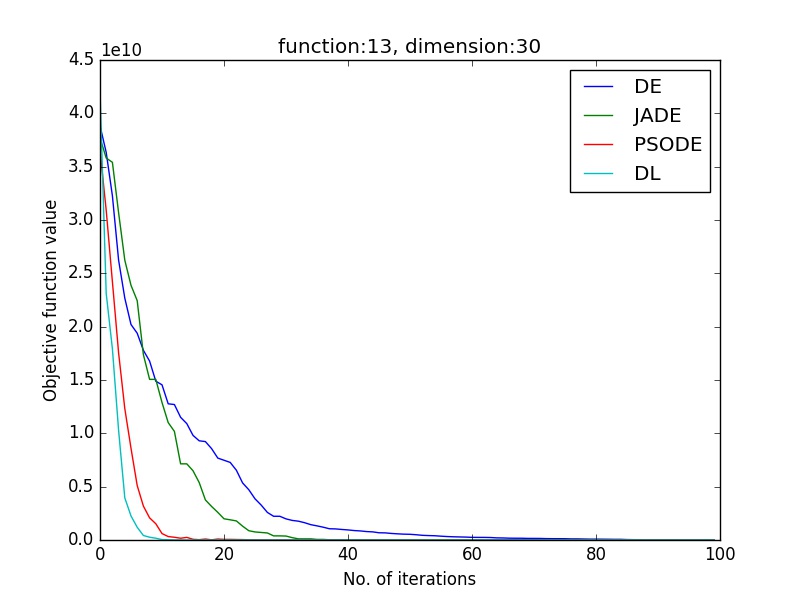 function:13, dimension:30
1e10
4.5
4.0
3.5
3.0
2.5
2.0
1.5
1.0
0.5
0.0
Objective function value
DE
JADE
PSODE
DL
0 20 40 60 80 100
No. of iterations